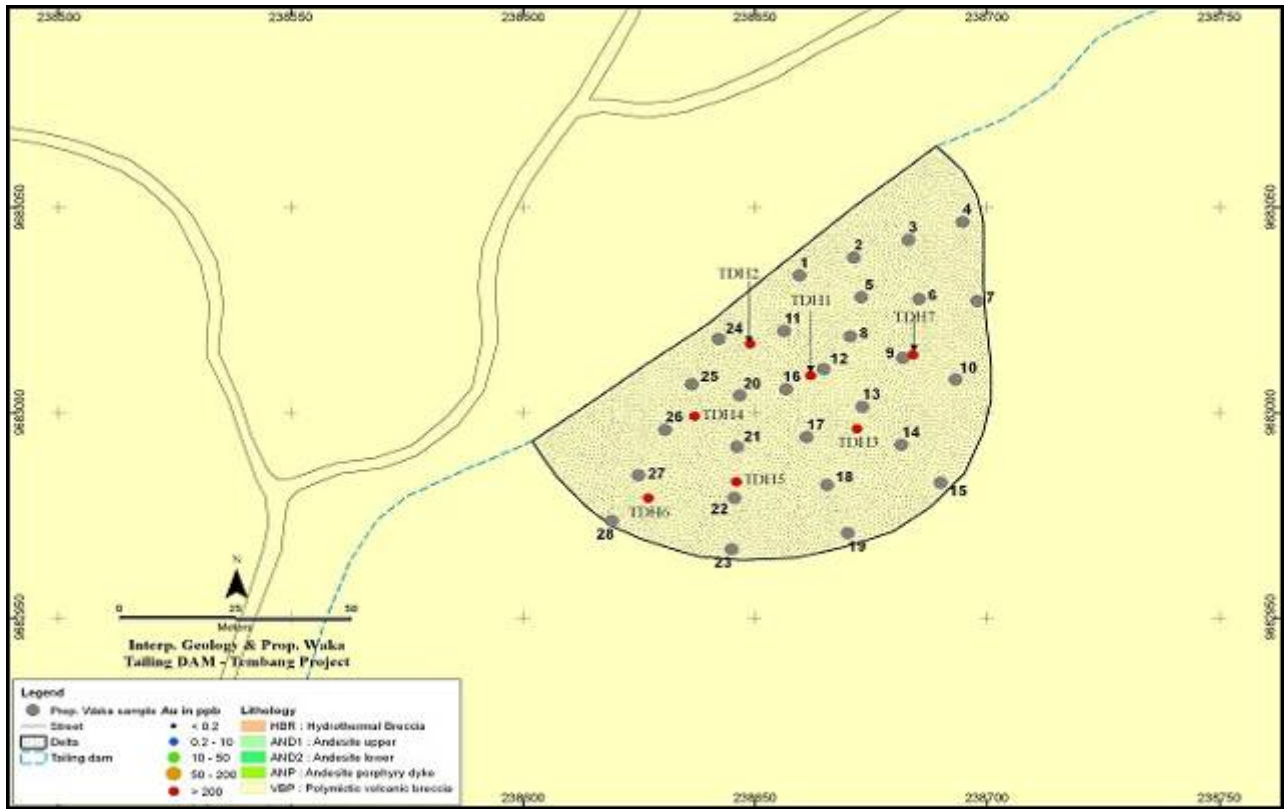 238500 238550 238600 238650 238700 238750
9683050 9683050
4
3
2
1
TDH2
TDH1
5
6
7
TDH7
11
24
8
9
12
10
25
20
16
13
26
TDH4
17
TDH3
14
21
27
TDH5
18
15
22
TDH6
28
19
23
N
0 25 50
Meters
Interp. Geology & Prop. Waka
Tailing DAM - Tembang Project
Legend
Prop. Waka sample Au in ppb Lithology
Street < 0.2 HBR : Hydrothermal Breccia
Delta 0.2 - 10 AND1 : Andesite upper
Tailing dam 10 - 50 AND2 : Andesite lower
50 - 200 ANP : Andesite porphyry dyke
> 200 VBP : Polymictic volcanic breccia
238600 238650 238700 238750